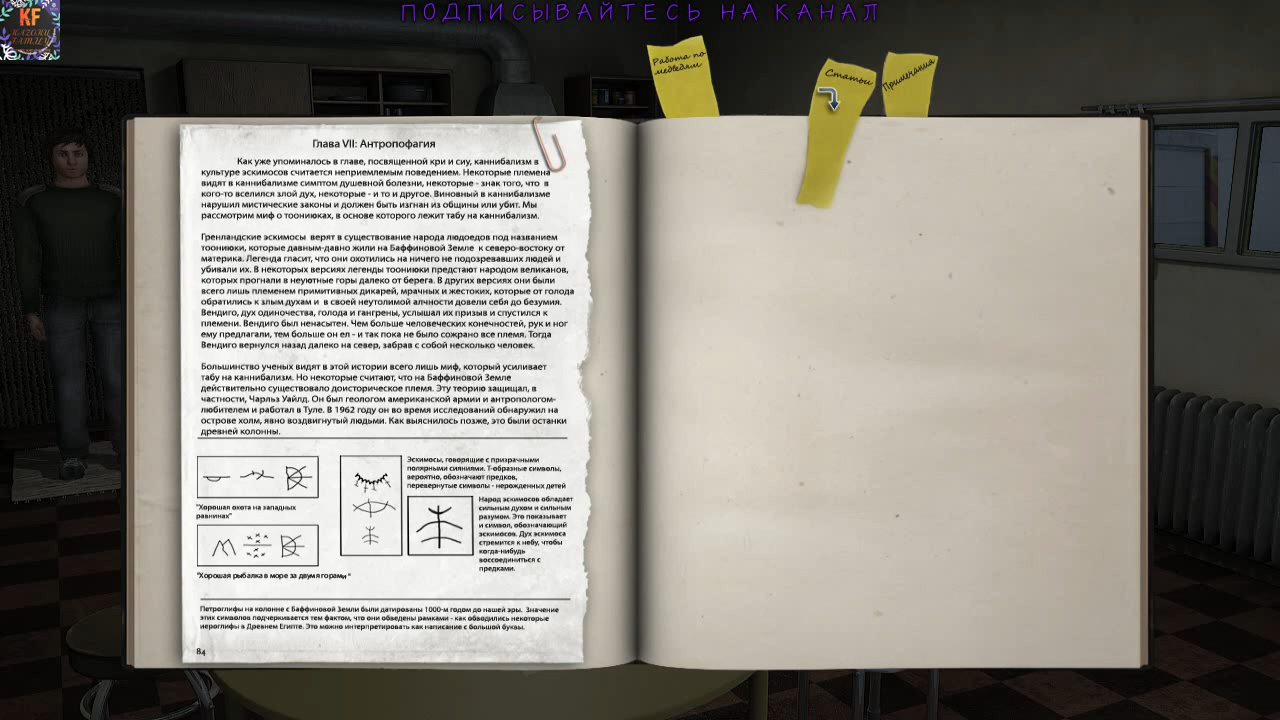 ПОДПИСЫВАЙТЕСЬ НА КАНАЛ
KF
Работа по
медведям
Статьи
Примечания
Глава VII: Антропофагия
Как уже упоминалось в главе, посвященной кри и сиу, каннибализм в
культуре эскимосов считается неприемлемым поведением. Некоторые племена
видят в каннибализме симптом душевной болезни, некоторые - знак того, что в
кого-то вселился злой дух, некоторые - и то и другое. Виновный в каннибализме
нарушил мистические законы и должен быть изгнан из общины или убит. Мы
рассмотрим миф о тоониюках, в основе которого лежит табу на каннибализм.
Гренландские эскимосы верят в существование народа людоедов под названием
тоониюки, которые давным-давно жили на Баффиновой Земле к северо-востоку от
материка. Легенда гласит, что они охотились на ничего не подозревавших людей и
убивали их. В некоторых версиях легенды тоониюки предстают народом великанов,
которых прогнали в неуютные горы далеко от берега. В других версиях они были
всего лишь племенем примитивных дикарей, мрачных и жестоких, которые от голода
обратились к злым духам и в своей неутолимой алчности довели себя до безумия.
Вендиго, дух одиночества, голода и гангрены, услышал их призыв и спустился к
племени. Вендиго был ненасытен. Чем больше человеческих конечностей, рук и ног
ему предлагали, тем больше он ел - и так пока не было сожрано все племя. Тогда
Вендиго вернулся назад далеко на север, забрав с собой несколько человек.
Большинство ученых видят в этой истории всего лишь миф, который усиливает
табу на каннибализм. Но некоторые считают, что на Баффиновой Земле
действительно существовало доисторическое племя. Эту теорию защищал, в
частности, Чарльз Уайлд. Он был геологом американской армии и антропологом-
любителем и работал в Туле. В 1962 году он во время исследований обнаружил на
острове холм, явно воздвигнутый людьми. Как выяснилось позже, это были останки
древней колонны.
"Хорошая охота на западных
равнинах"
"Хорошая рыбалка в море за двумя горами "
Эскимосы, говорящие с призрачными
полярными сияниями. Т-образные символы,
вероятно, обозначают предков,
перевернутые символы - нерожденных детей
Народ эскимосов обладает
сильным духом и сильным
разумом. Это показывает
и символ, обозначающий
эскимосов. Дух эскимоса
стремится к небу, чтобы
когда-нибудь
воссоединиться с
предками.
Петроглифы на колонне с Баффиновой Земли были датированы 1000-м годом до нашей эры. Значение
этих символов подчеркивается тем фактом, что они обведены рамками - как обводились некоторые
иероглифы в Древнем Египте. Это можно интерпретировать как написание с большой буквы.
84